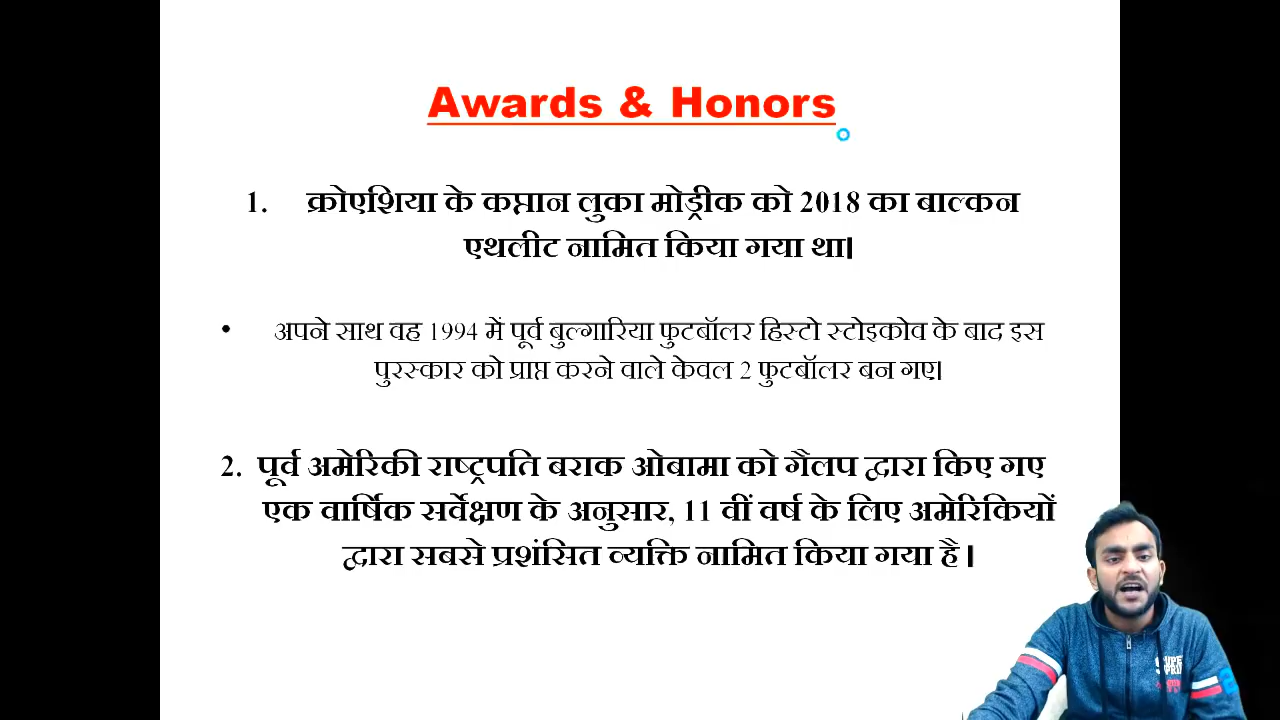 Awards & Honors
1. क्रोएशिया के कप्तान लुका मोड्रीक को 2018 का बाल्कन
एथलीट नामित किया गया था।
• अपने साथ वह 1994 में पूर्व बुल्गारिया फुटबॉलर हिस्टो स्टोइकोव के बाद इस
पुरस्कार को प्राप्त करने वाले केवल 2 फुटबॉलर बन गए।
2. पूर्व अमेरिकी राष्ट्रपति बराक ओबामा को गैलप द्वारा किए गए
एक वार्षिक सर्वेक्षण के अनुसार, 11 वीं वर्ष के लिए अमेरिकियों
द्वारा सबसे प्रशंसित व्यक्ति नामित किया गया है।